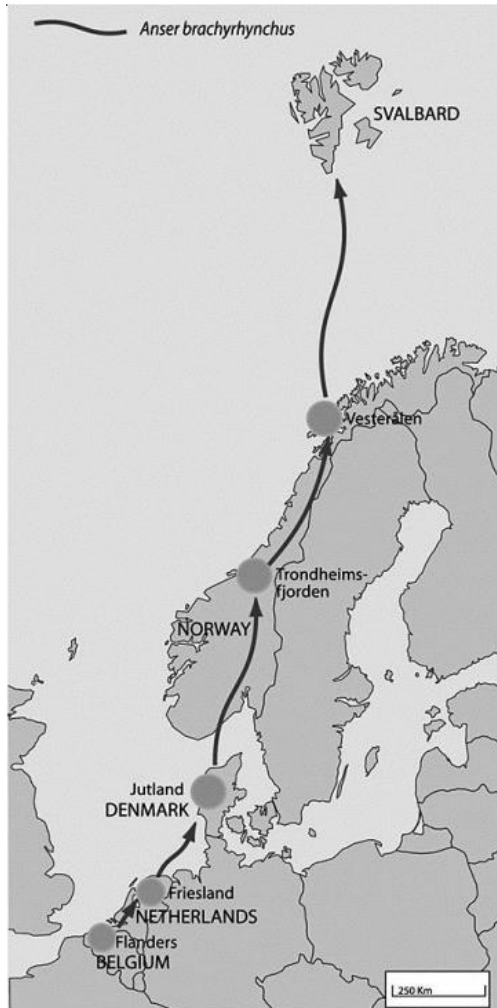 Anser brachyrhynchus
SVALBARD
Vesterålen
Trondheims-
fjorden
NORWAY
Jutland
DENMARK
Friesland
NETHERLANDS
Flanders
BELGIUM
250 Km